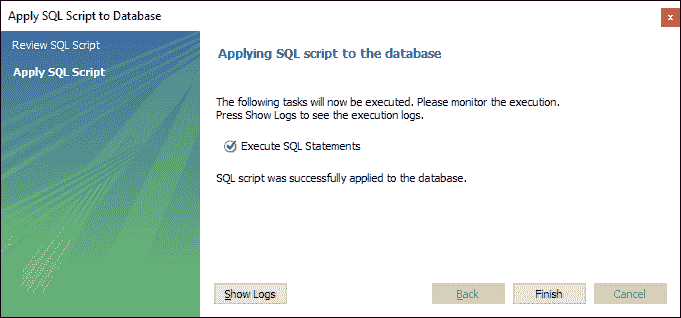 Apply SQL Script to Database
x
Review SQL Script
Apply SQL Script
Applying SQL script to the database
The following tasks will now be executed. Please monitor the execution.
Press Show Logs to see the execution logs.
Execute SQL Statements
SQL script was successfully applied to the database.
Show Logs
Back
Finish
Cancel